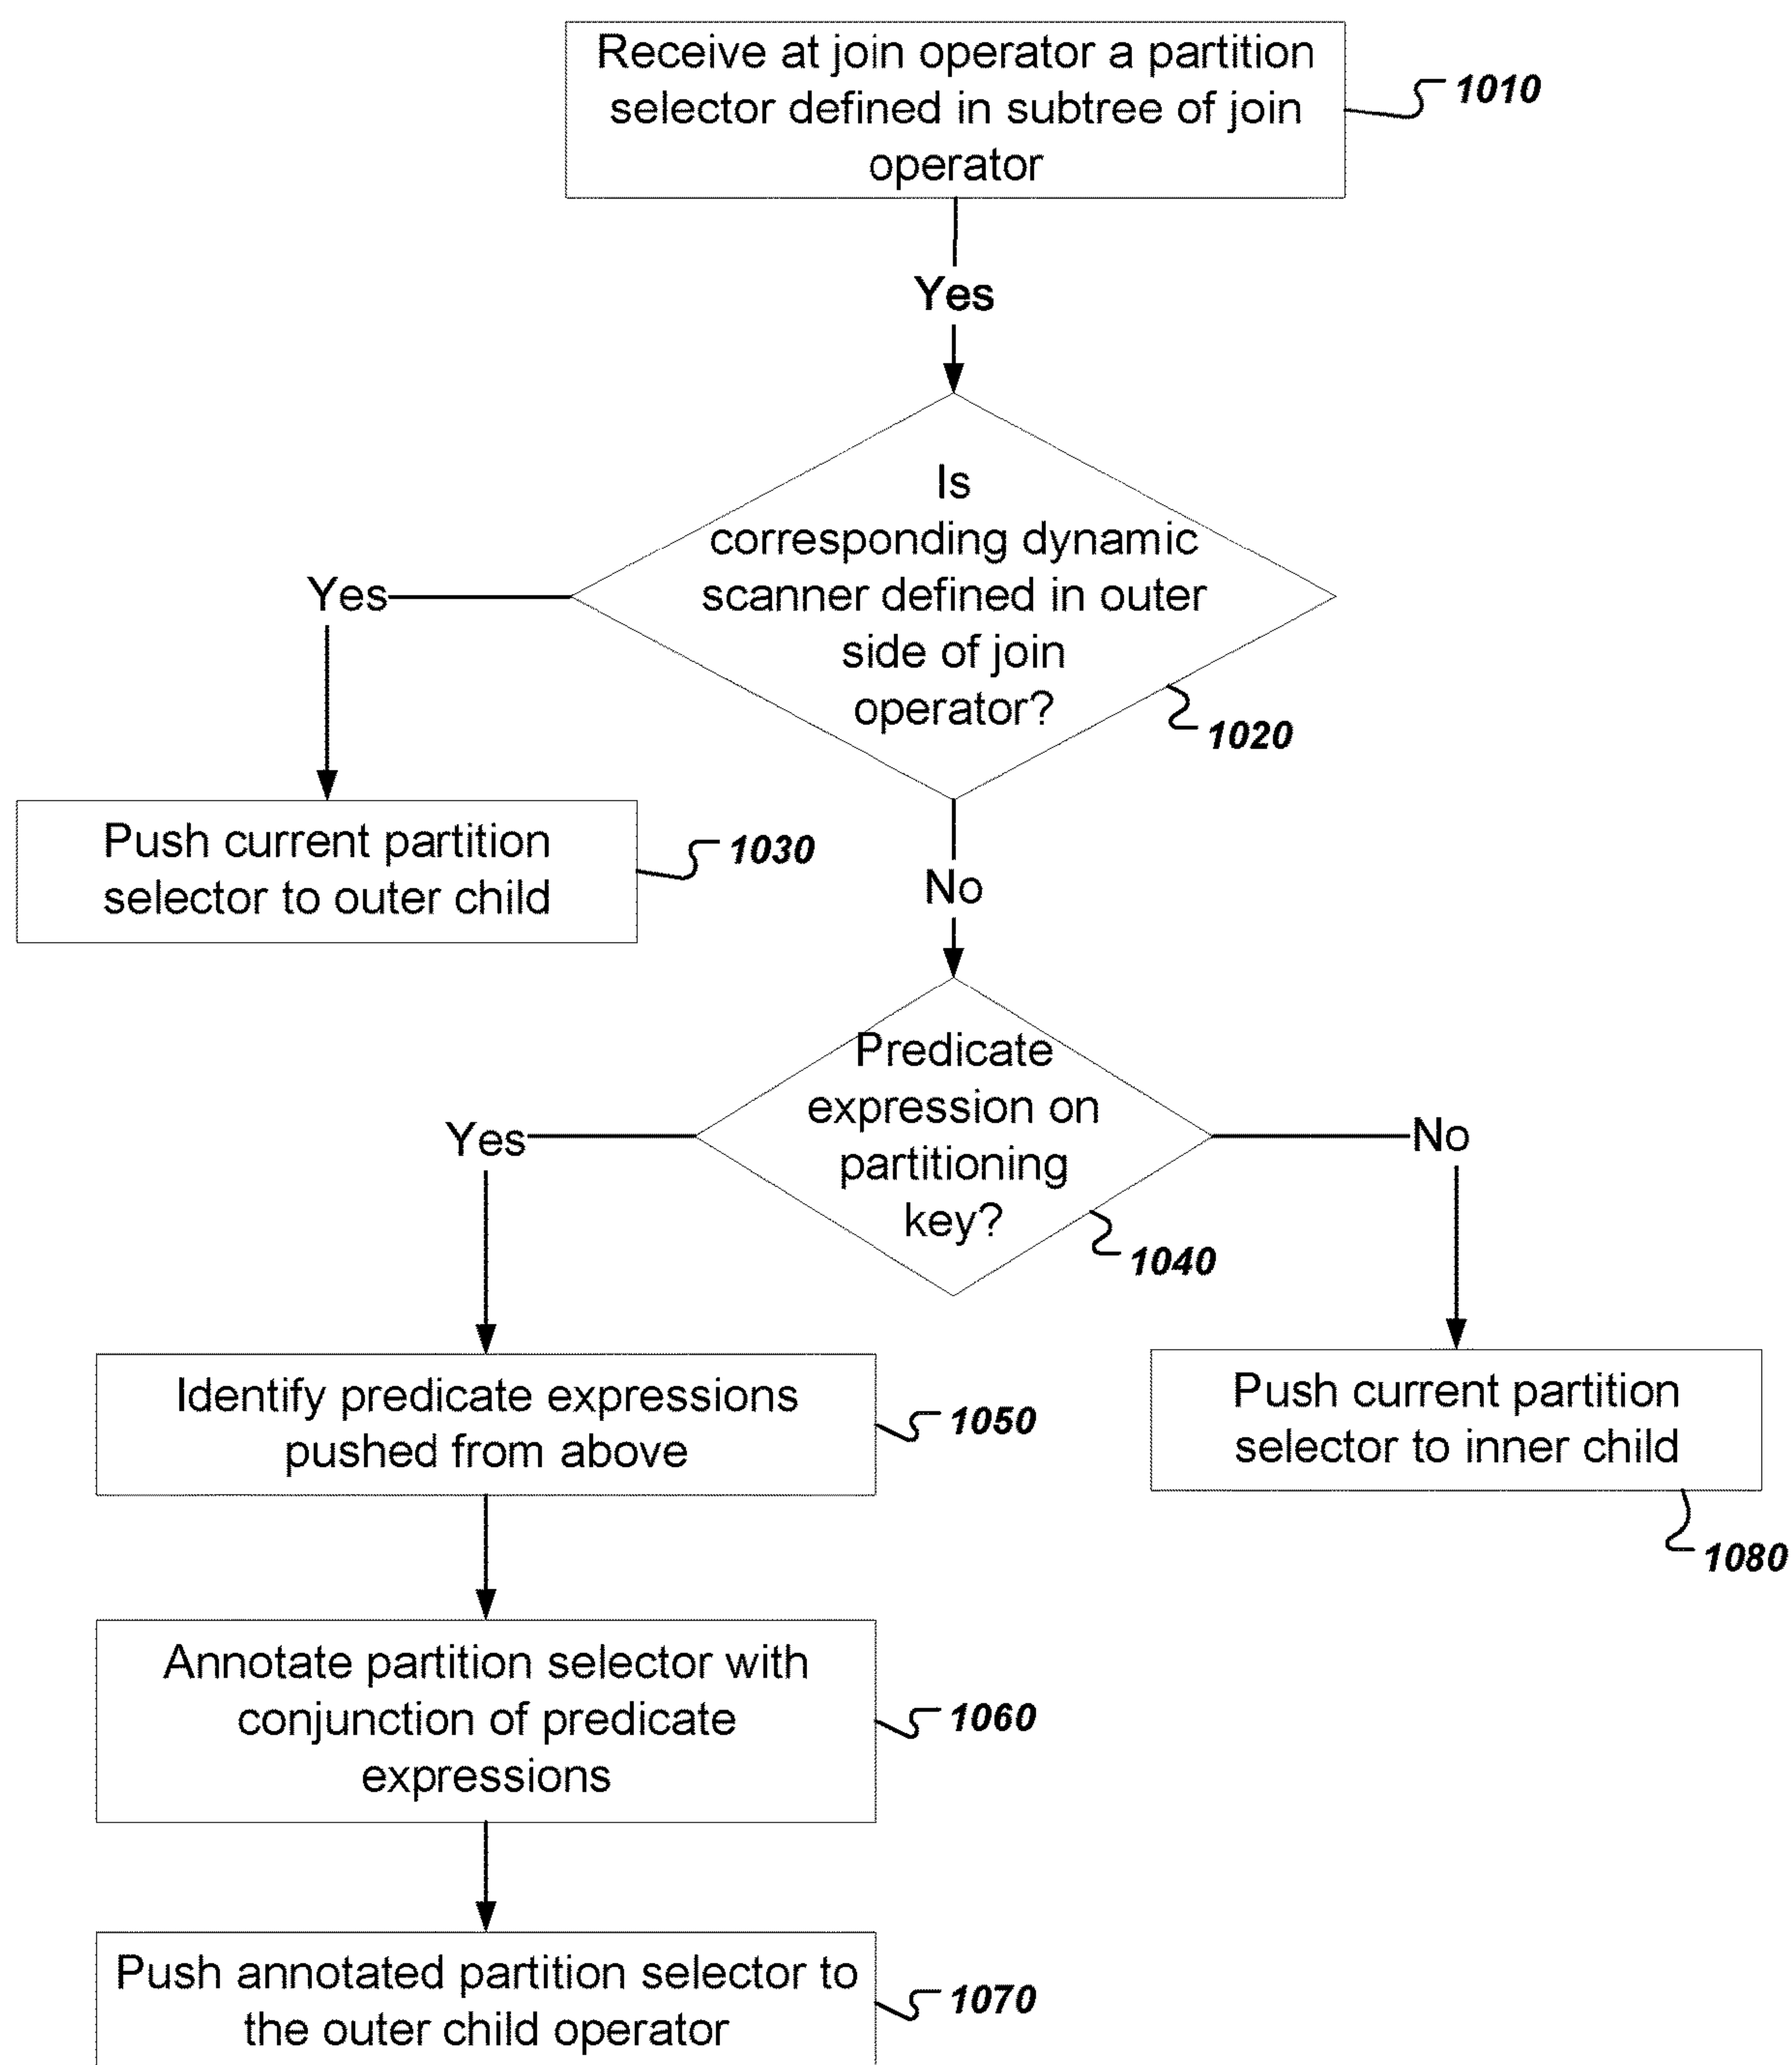 Receive at join operator a partition
selector defined in subtree of join
operator
1010
Yes
Is
corresponding dynamic
scanner defined in outer
side of join
operator?
1020
Yes
Push current partition
selector to outer child
1030
No
Predicate
expression on
partitioning
key?
1040
Yes
No
Identify predicate expressions
pushed from above
1050
Push current partition
selector to inner child
1080
Annotate partition selector with
conjunction of predicate
expressions
1060
Push annotated partition selector to
the outer child operator
1070